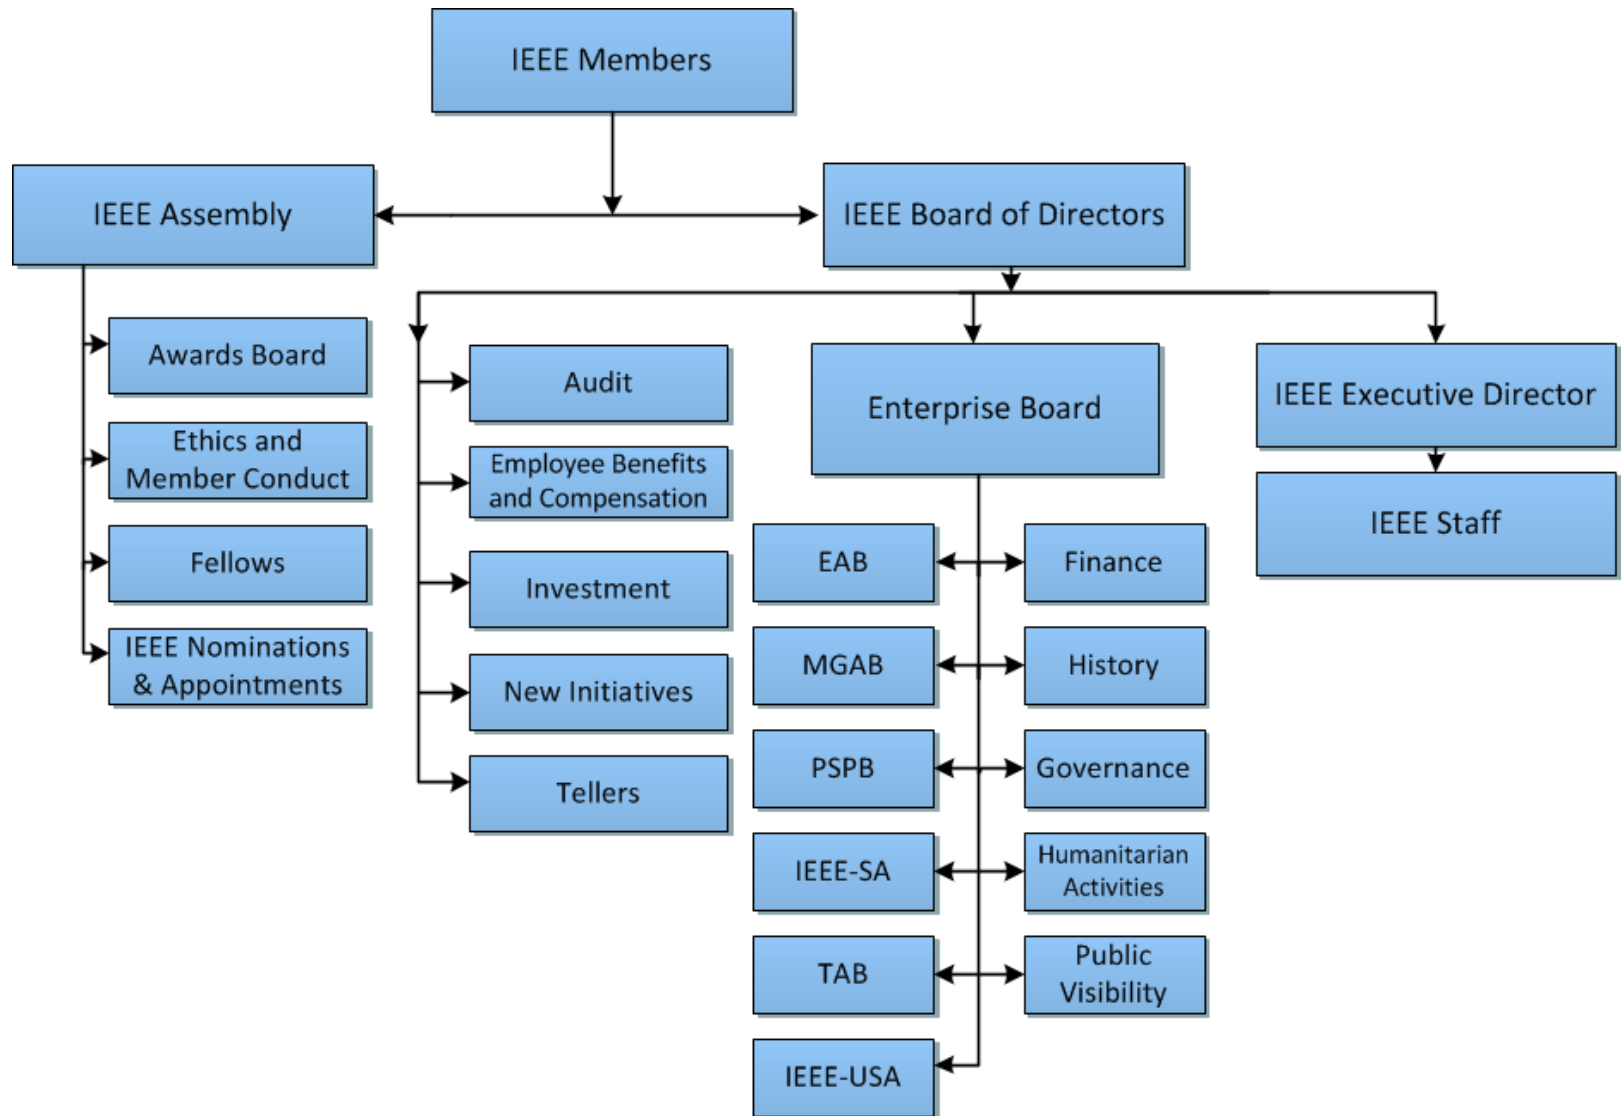 IEEE Members
IEEE Assembly
IEEE Board of Directors
Awards Board
Ethics and
Member Conduct
Fellows
IEEE Nominations
& Appointments
Audit
Employee Benefits
and Compensation
Investment
New Initiatives
Tellers
Enterprise Board
EAB
Finance
MGAB
History
PSPB
Governance
IEEE-SA
Humanitarian
Activities
TAB
Public
Visibility
IEEE-USA
IEEE Executive Director
IEEE Staff